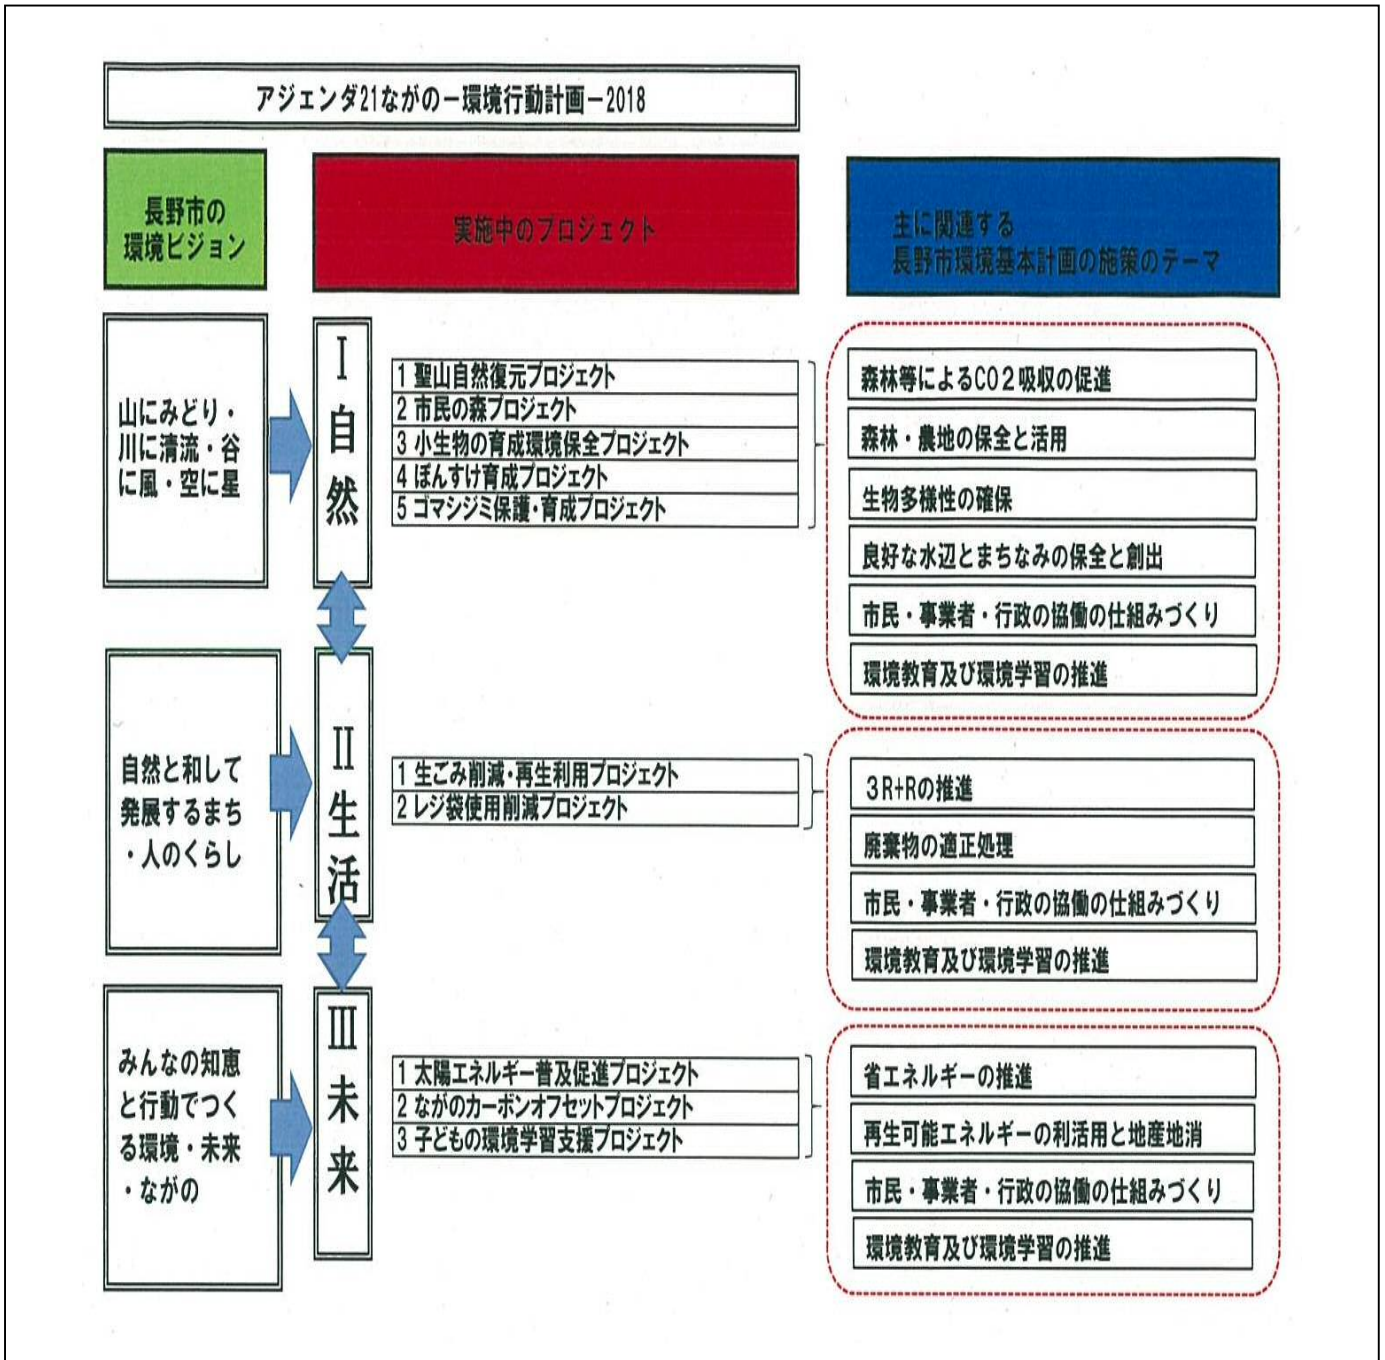 アジェンダ21ながの－環境行動計画－2018
長野市の
環境ビジョン
実施中のプロジェクト
主に関連する
長野市環境基本計画の施策のテーマ
山にみどり・
川に清流・谷
に風・空に星
Ⅰ自然
1 聖山自然復元プロジェクト
2 市民の森プロジェクト
3 小生物の育成環境保全プロジェクト
4 ぽんすけ育成プロジェクト
5 ゴマシジミ保護・育成プロジェクト
森林等によるCO２吸収の促進
森林・農地の保全と活用
生物多様性の確保
良好な水辺とまちなみの保全と創出
市民・事業者・行政の協働の仕組みづくり
環境教育及び環境学習の推進
自然と和して
発展するまち
・人のくらし
Ⅱ生活
1 生ごみ削減・再生利用プロジェクト
2 レジ袋使用削減プロジェクト
３R+Rの推進
廃棄物の適正処理
市民・事業者・行政の協働の仕組みづくり
環境教育及び環境学習の推進
みんなの知恵
と行動でつく
る環境・未来
・ながの
Ⅲ未来
1 太陽エネルギー普及促進プロジェクト
2 ながのカーボンオフセットプロジェクト
3 子どもの環境学習支援プロジェクト
省エネルギーの推進
再生可能エネルギーの利活用と地産地消
市民・事業者・行政の協働の仕組みづくり
環境教育及び環境学習の推進